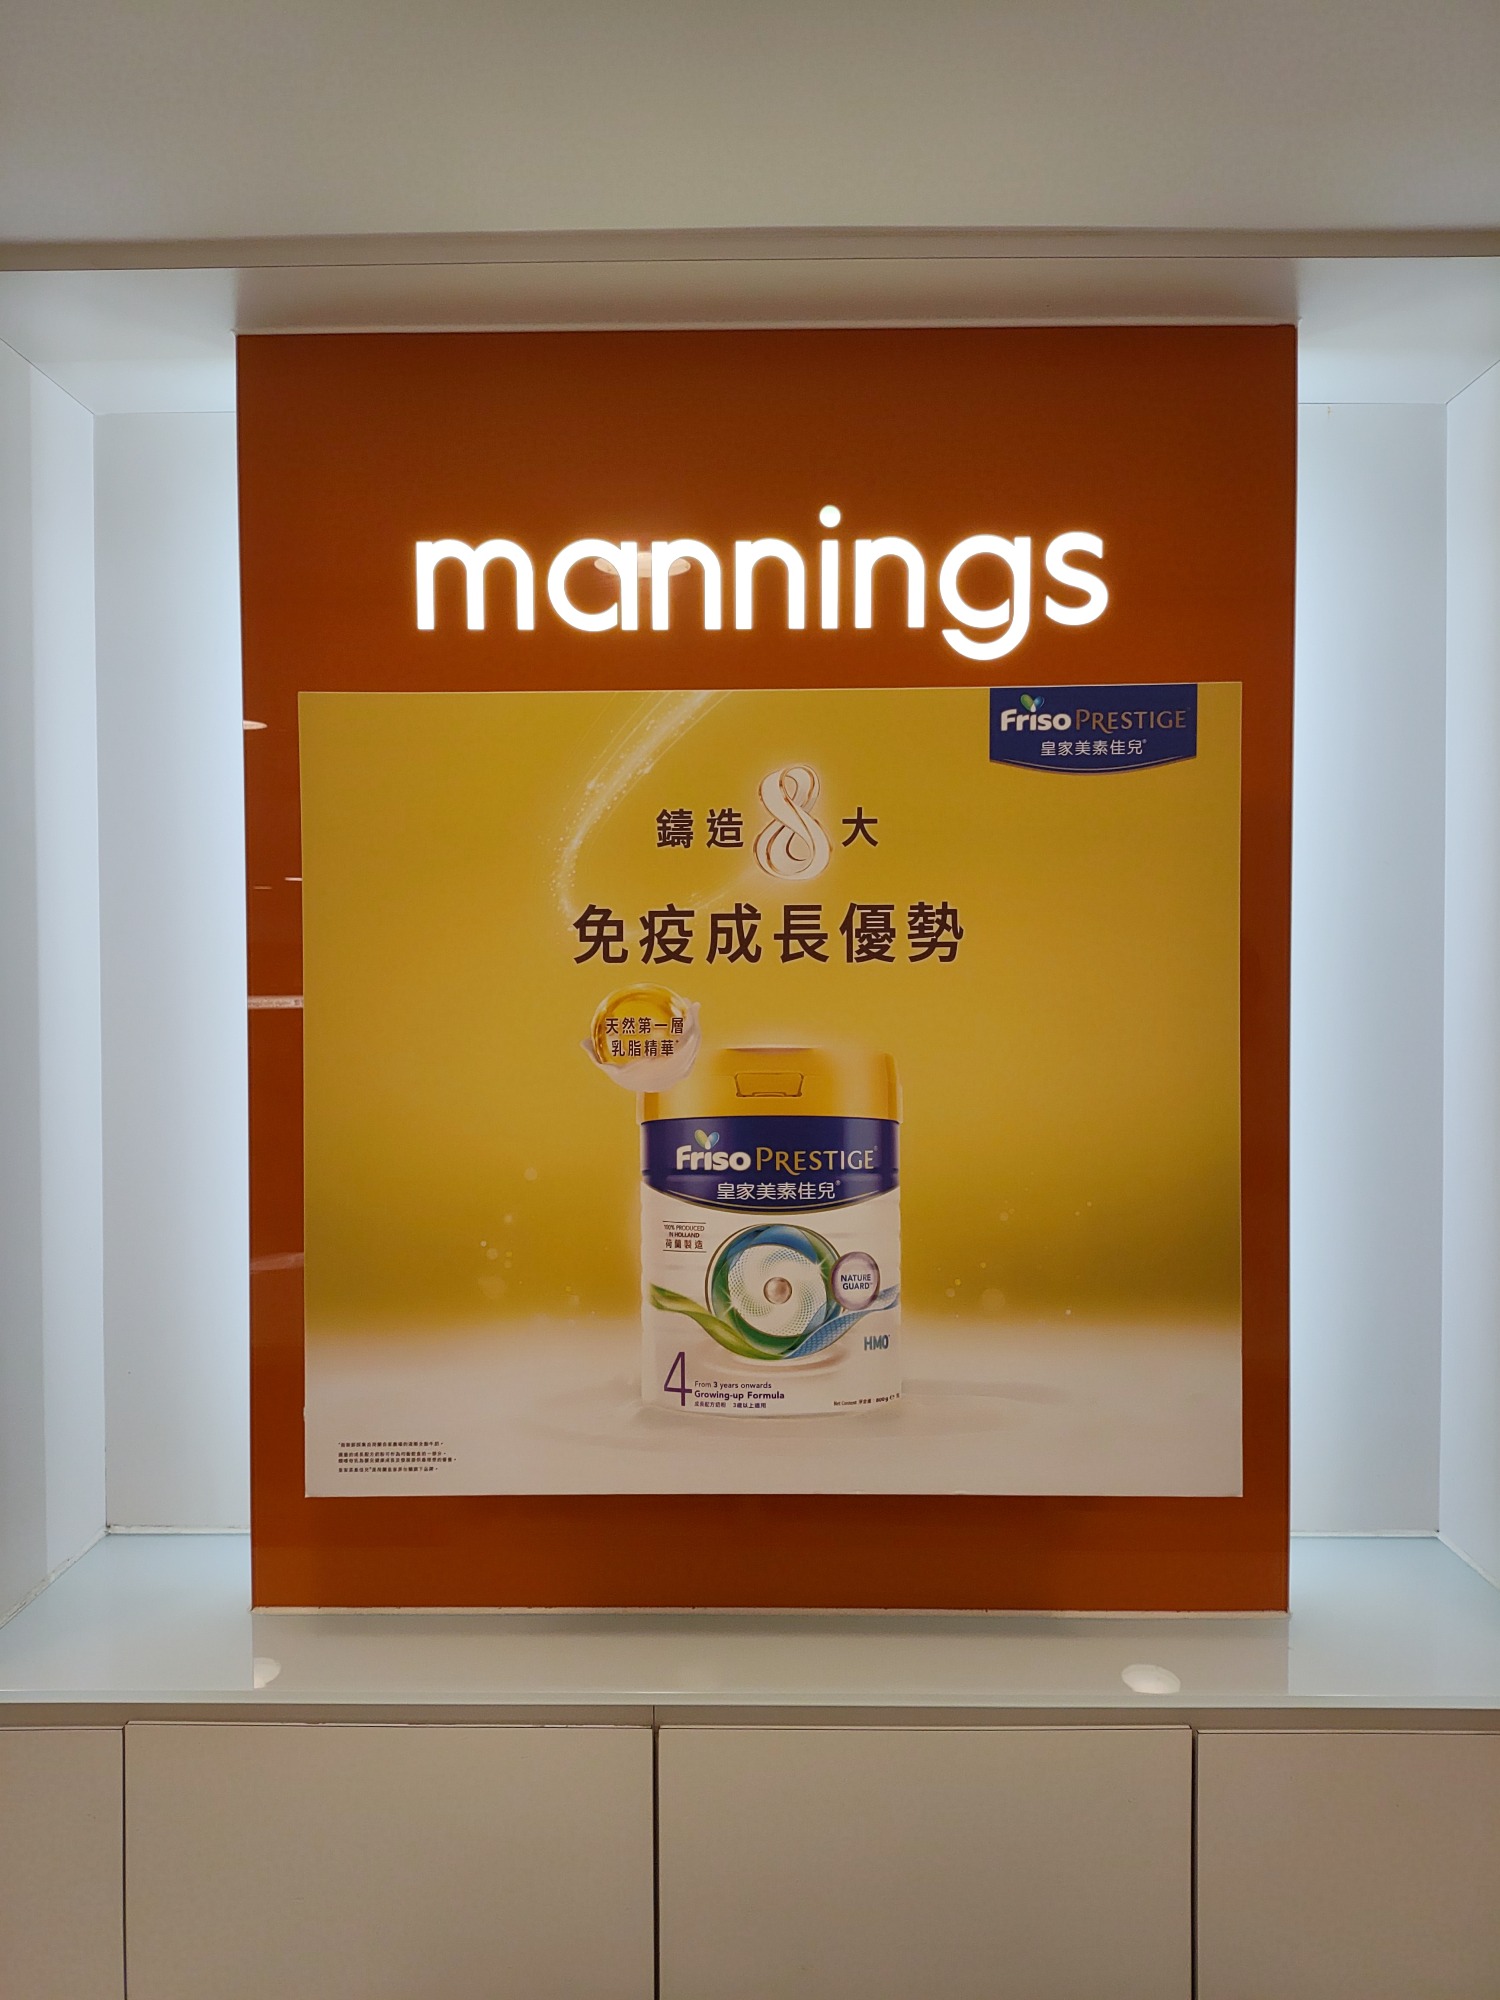 mannings
Friso PRESTIGE
皇家美素佳兒®
鑄造8大
免疫成長優勢
天然第一層
乳脂精華
Friso PRESTIGE
皇家美素佳兒®
100% PRODUCED
IN HOLLAND
荷蘭製造
NATURE
GUARD™
HMO
4
From 3 years onwards
Growing-up Formula
成長配方奶粉 3歲以上適用